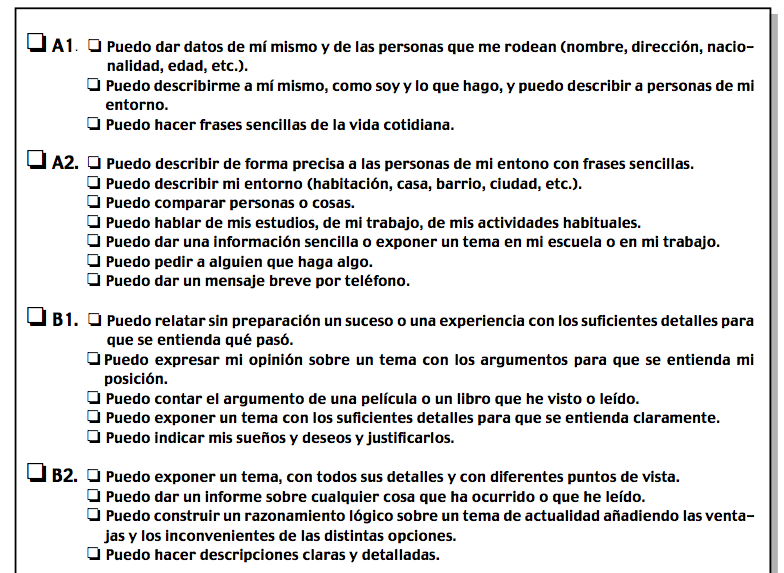 A1. Puedo dar datos de mí mismo y de las personas que me rodean (nombre, dirección, nacio-
nalidad, edad, etc.).
Puedo describirme a mí mismo, como soy y lo que hago, y puedo describir a personas de mi
entorno.
Puedo hacer frases sencillas de la vida cotidiana.
A2. Puedo describir de forma precisa a las personas de mi entono con frases sencillas.
Puedo describir mi entorno (habitación, casa, barrio, ciudad, etc.).
Puedo comparar personas o cosas.
Puedo hablar de mis estudios, de mi trabajo, de mis actividades habituales.
Puedo dar una información sencilla o exponer un tema en mi escuela o en mi trabajo.
Puedo pedir a alguien que haga algo.
Puedo dar un mensaje breve por teléfono.
B1. Puedo relatar sin preparación un suceso o una experiencia con los suficientes detalles para
que se entienda qué pasó.
Puedo expresar mi opinión sobre un tema con los argumentos para que se entienda mi
posición.
Puedo contar el argumento de una película o un libro que he visto o leído.
Puedo exponer un tema con los suficientes detalles para que se entienda claramente.
Puedo indicar mis sueños y deseos y justificarlos.
B2. Puedo exponer un tema, con todos sus detalles y con diferentes puntos de vista.
Puedo dar un informe sobre cualquier cosa que ha ocurrido o que he leído.
Puedo construir un razonamiento lógico sobre un tema de actualidad añadiendo las venta-
jas y los inconvenientes de las distintas opciones.
Puedo hacer descripciones claras y detalladas.